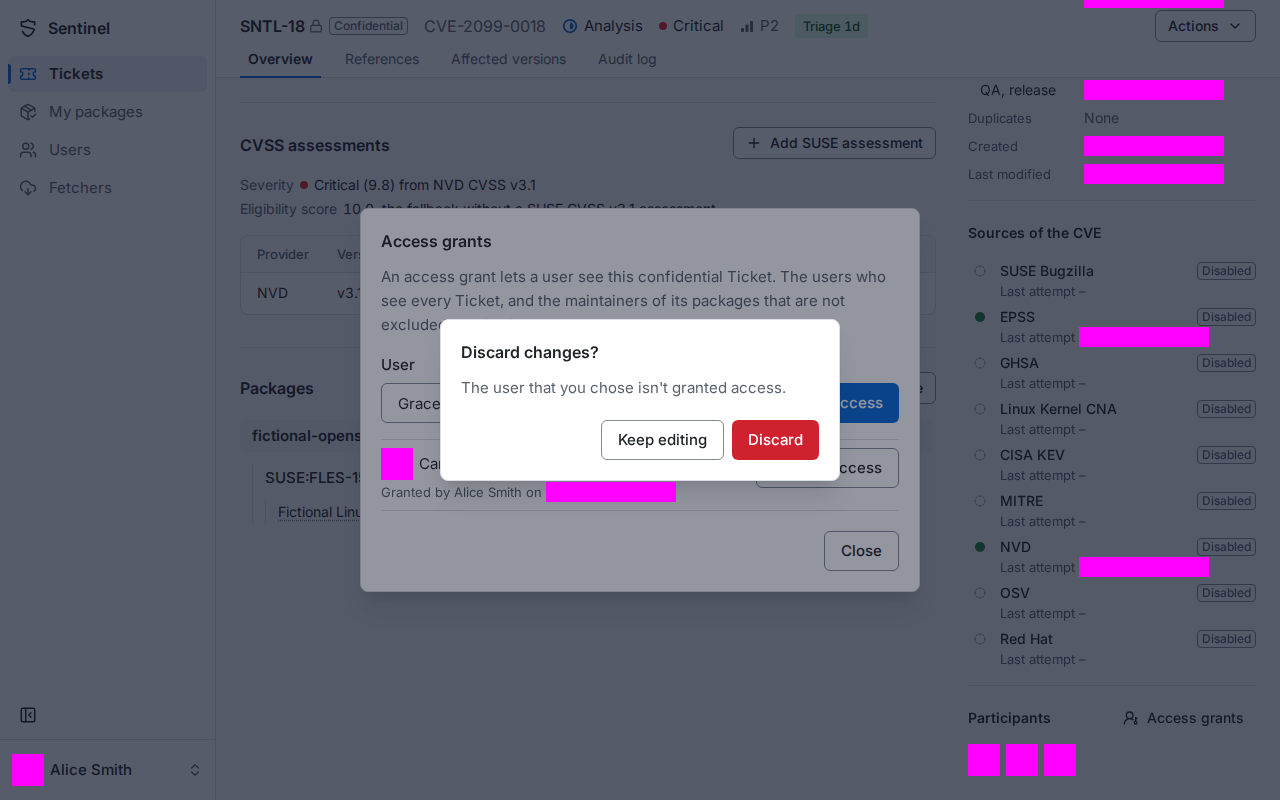 Sentinel
Tickets
My packages
Users
Fetchers
Alice Smith
SNTL-18
Confidential
CVE-2099-0018
Analysis
Critical
P2
Triage 1d
Actions
Overview
References
Affected versions
Audit log
CVSS assessments
Add SUSE assessment
Severity
Critical (9.8) from NVD CVSS v3.1
Eligibility score
Provider
NVD
Packages
Access grants
An access grant lets a user see this confidential Ticket. The users who
see every Ticket, and the maintainers of its packages that are not
User
Grace
Granted by Alice Smith on
Close
Discard changes?
The user that you chose isn't granted access.
Keep editing
Discard
QA, release
Duplicates
None
Created
Last modified
Sources of the CVE
SUSE Bugzilla
Disabled
Last attempt –
EPSS
Disabled
Last attempt
GHSA
Disabled
Last attempt –
Linux Kernel CNA
Disabled
Last attempt –
CISA KEV
Disabled
Last attempt –
MITRE
Disabled
Last attempt –
NVD
Disabled
Last attempt
OSV
Disabled
Last attempt –
Red Hat
Disabled
Last attempt –
Participants
Access grants